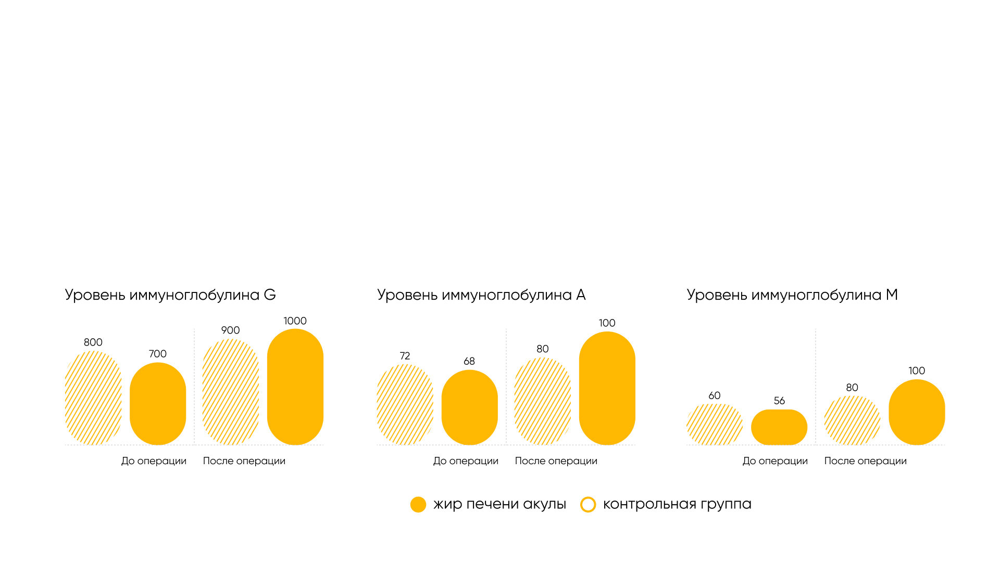 Уровень иммуноглобулина G
800
700
900
1000
До операции
После операции
Уровень иммуноглобулина A
72
68
80
100
До операции
После операции
Уровень иммуноглобулина M
60
56
80
100
До операции
После операции
жир печени акулы
контрольная группа